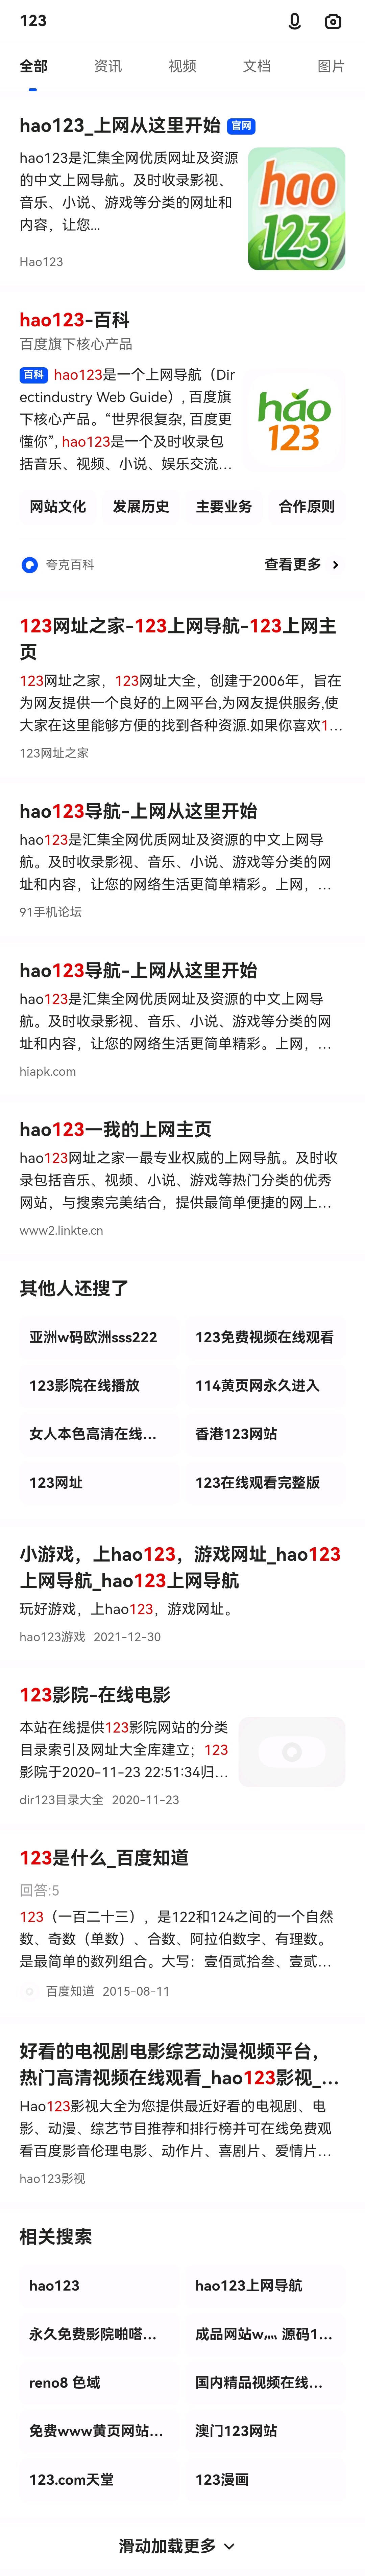 123
全部 资讯 视频 文档 图片
hao123_上网从这里开始 官网
hao123是汇集全网优质网址及资源
的中文上网导航。及时收录影视、
音乐、小说、游戏等分类的网址和
内容，让您...
hao
123
Hao123
hao123-百科
百度旗下核心产品
百科 hao123是一个上网导航（Dir
ectindustry Web Guide）, 百度旗
下核心产品。“世界很复杂, 百度更
懂你”, hao123是一个及时收录包
括音乐、视频、小说、娱乐交流...
hao
123
网站文化 发展历史 主要业务 合作原则
夸克百科 查看更多
123网址之家-123上网导航-123上网主
页
123网址之家，123网址大全，创建于2006年，旨在
为网友提供一个良好的上网平台,为网友提供服务,使
大家在这里能够方便的找到各种资源.如果你喜欢1...
123网址之家
hao123导航-上网从这里开始
hao123是汇集全网优质网址及资源的中文上网导
航。及时收录影视、音乐、小说、游戏等分类的网
址和内容，让您的网络生活更简单精彩。上网，...
91手机论坛
hao123导航-上网从这里开始
hao123是汇集全网优质网址及资源的中文上网导
航。及时收录影视、音乐、小说、游戏等分类的网
址和内容，让您的网络生活更简单精彩。上网，...
hiapk.com
hao123一我的上网主页
hao123网址之家一最专业权威的上网导航。及时收
录包括音乐、视频、小说、游戏等热门分类的优秀
网站，与搜索完美结合，提供最简单便捷的网上...
www2.linkte.cn
其他人还搜了
亚洲w码欧洲sss222 123免费视频在线观看
123影院在线播放 114黄页网永久进入
女人本色高清在线... 香港123网站
123网址 123在线观看完整版
小游戏，上hao123，游戏网址_hao123
上网导航_hao123上网导航
玩好游戏，上hao123，游戏网址。
hao123游戏 2021-12-30
123影院-在线电影
本站在线提供123影院网站的分类
目录索引及网址大全库建立；123
影院于2020-11-23 22:51:34归...
dir123目录大全 2020-11-23
123是什么_百度知道
回答:5
123（一百二十三），是122和124之间的一个自然
数、奇数（单数）、合数、阿拉伯数字、有理数。
是最简单的数列组合。大写：壹佰贰拾叁、壹贰...
百度知道 2015-08-11
好看的电视剧电影综艺动漫视频平台，
热门高清视频在线观看_hao123影视_...
Hao123影视大全为您提供最近好看的电视剧、电
影、动漫、综艺节目推荐和排行榜并可在线免费观
看百度影音伦理电影、动作片、喜剧片、爱情片...
hao123影视
相关搜索
hao123 hao123上网导航
永久免费影院啪嗒... 成品网站w灬 源码1...
reno8 色域 国内精品视频在线...
免费www黄页网站... 澳门123网站
123.com天堂 123漫画
滑动加载更多